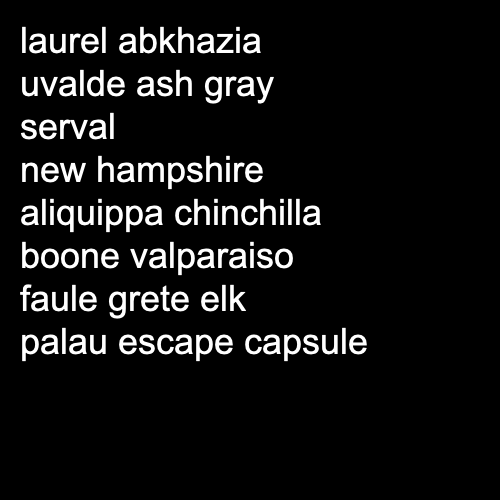 laurel abkhazia
uvalde ash gray
serval
new hampshire
aliquippa chinchilla
boone valparaiso
faule grete elk
palau escape capsule